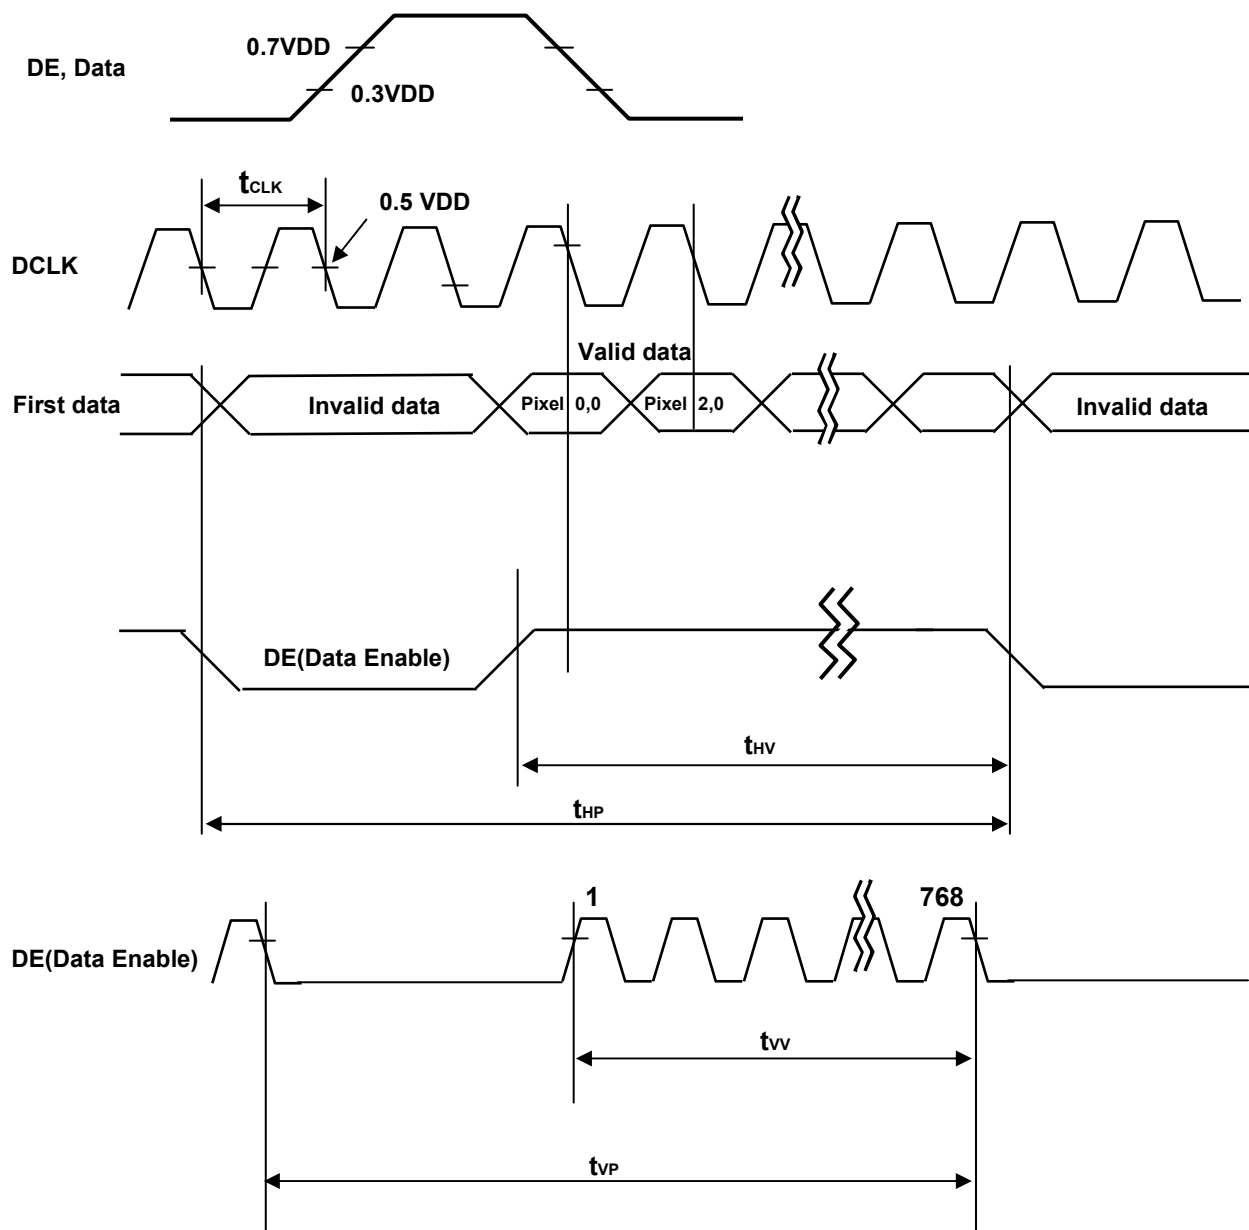 0.7VDD
DE, Data
0.3VDD
tCLK
0.5 VDD
DCLK
Valid data
First data
Invalid data
Pixel 0,0
Pixel 2,0
Invalid data
DE(Data Enable)
tHV
tHP
1
768
DE(Data Enable)
tVV
tVP